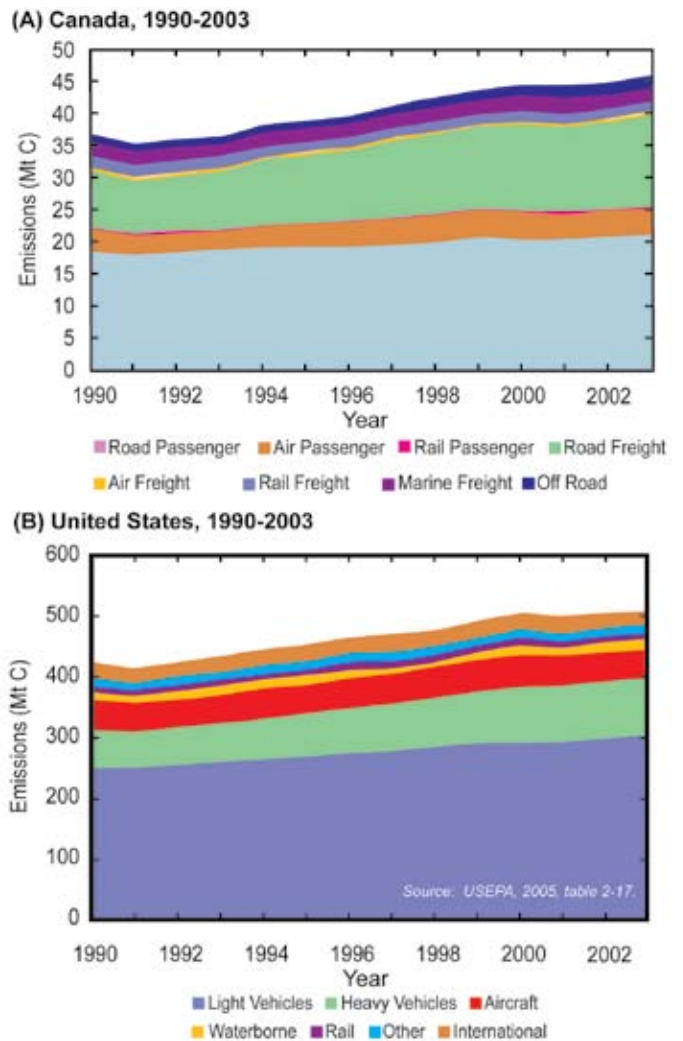 (A) Canada, 1990-2003
50
45
40
35
30
25
20
15
10
5
0
Emissions (Mt C)
1990 1992 1994 1996 1998 2000 2002
Year
Road Passenger Air Passenger Rail Passenger Road Freight
Air Freight Rail Freight Marine Freight Off Road
(B) United States, 1990-2003
600
500
400
300
200
100
0
Emissions (Mt C)
Source: USEPA, 2005, table 2-17.
1990 1992 1994 1996 1998 2000 2002
Year
Light Vehicles Heavy Vehicles Aircraft
Waterborne Rail Other International